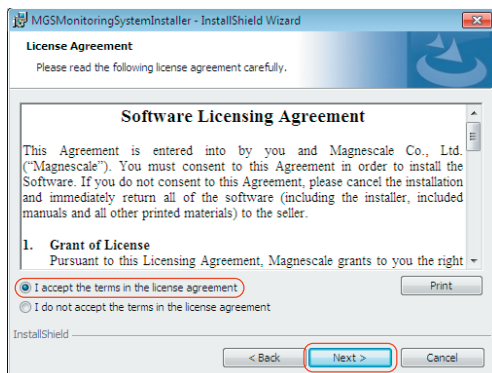 MGSMonitoringSystemInstaller - InstallShield Wizard
License Agreement
Please read the following license agreement carefully.
Software Licensing Agreement
This Agreement is entered into by you and Magnescale Co., Ltd.
(“Magnescale”). You must consent to this Agreement in order to install the
Software. If you do not consent to this Agreement, please cancel the installation
and immediately return all of the software (including the installer, included
manuals and all other printed materials) to the seller.
1. Grant of License
Pursuant to this Licensing Agreement, Magnescale grants to you the right
I accept the terms in the license agreement
Print
I do not accept the terms in the license agreement
InstallShield
< Back
Next >
Cancel